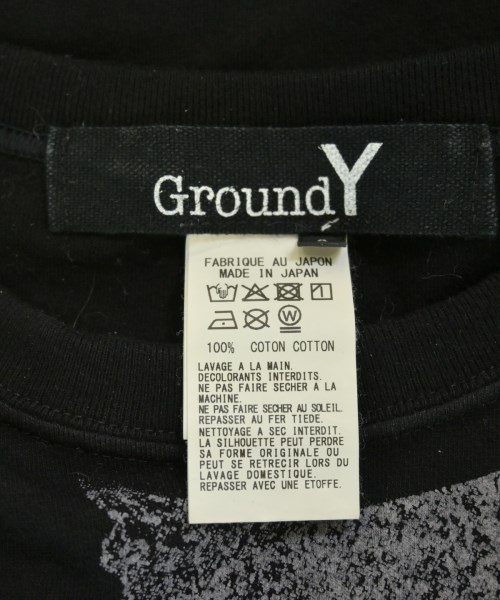 Ground Y
FABRIQUE AU JAPON
MADE IN JAPAN
W
100% COTON COTTON
LAVAGE A LA MAIN.
DECOLORANTS INTERDITS.
NE PAS FAIRE SECHER A LA
MACHINE.
NE PAS FAIRE SECHER AU SOLEIL.
REPASSER AU FER TIEDE.
NETTOYAGE A SEC INTERDIT.
LA SILHOUETTE PEUT PERDRE
SA FORME ORIGINALE OU
PEUT SE RETRECIR LORS DU
LAVAGE DOMESTIQUE.
REPASSER AVEC UNE ETOFFE.